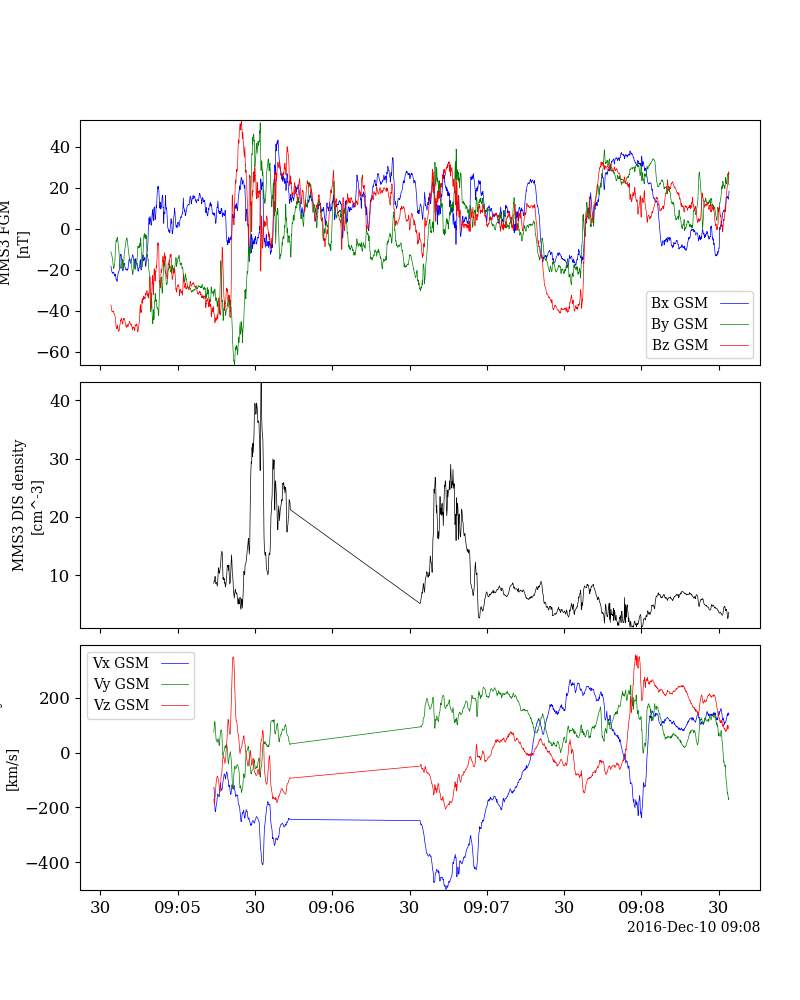 MMS3 FGM
[nT]
40
20
0
−20
−40
−60
Bx GSM
By GSM
Bz GSM
MMS3 DIS density
[cm^-3]
40
30
20
10
Vx GSM
Vy GSM
Vz GSM
[km/s]
200
0
−200
−400
30
09:05
30
09:06
30
09:07
30
09:08
30
2016-Dec-10 09:08